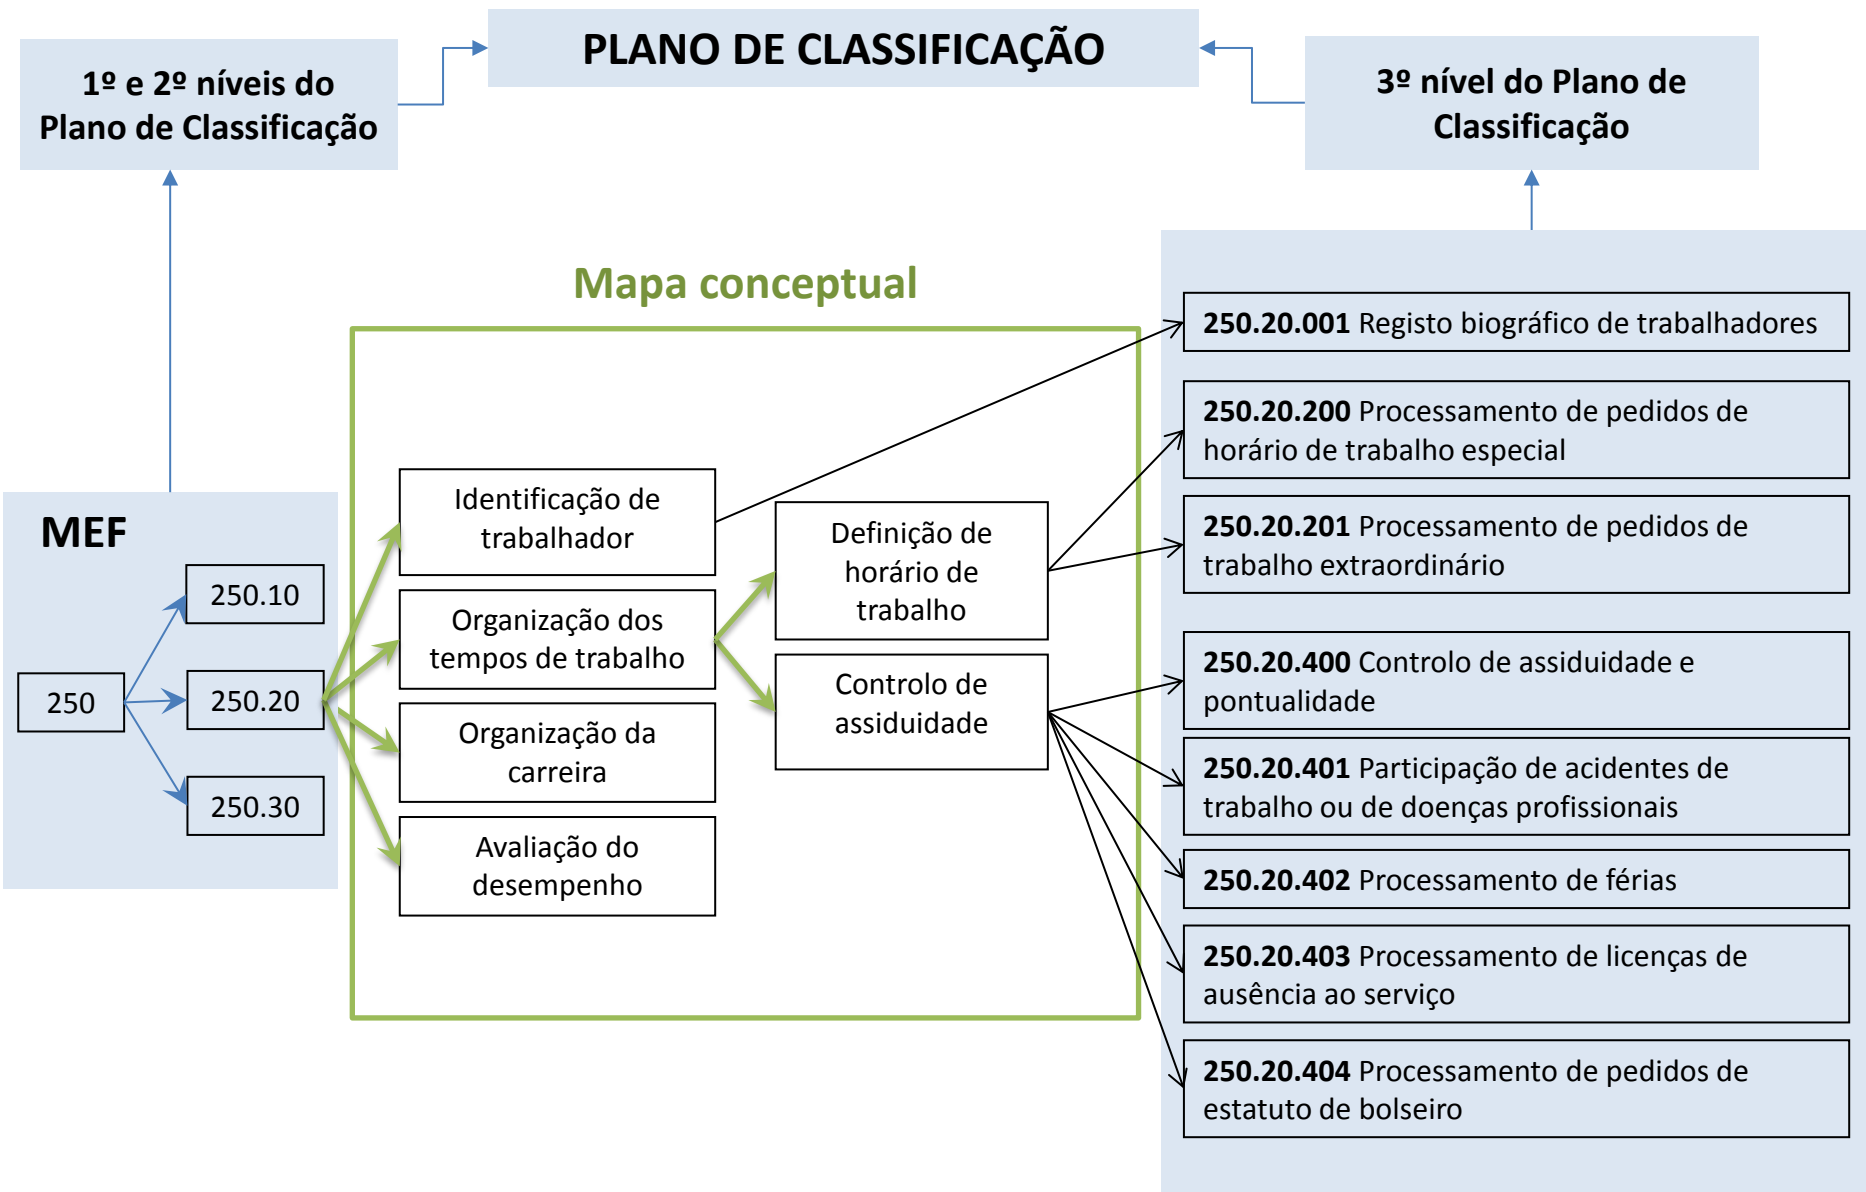 PLANO DE CLASSIFICAÇÃO
1º e 2º níveis do
Plano de Classificação
3º nível do Plano de
Classificação
Mapa conceptual
MEF
250
250.10
250.20
250.30
Identificação de
trabalhador
Organização dos
tempos de trabalho
Organização da
carreira
Avaliação do
desempenho
Definição de
horário de
trabalho
Controlo de
assiduidade
250.20.001 Registo biográfico de trabalhadores
250.20.200 Processamento de pedidos de
horário de trabalho especial
250.20.201 Processamento de pedidos de
trabalho extraordinário
250.20.400 Controlo de assiduidade e
pontualidade
250.20.401 Participação de acidentes de
trabalho ou de doenças profissionais
250.20.402 Processamento de férias
250.20.403 Processamento de licenças de
ausência ao serviço
250.20.404 Processamento de pedidos de
estatuto de bolseiro